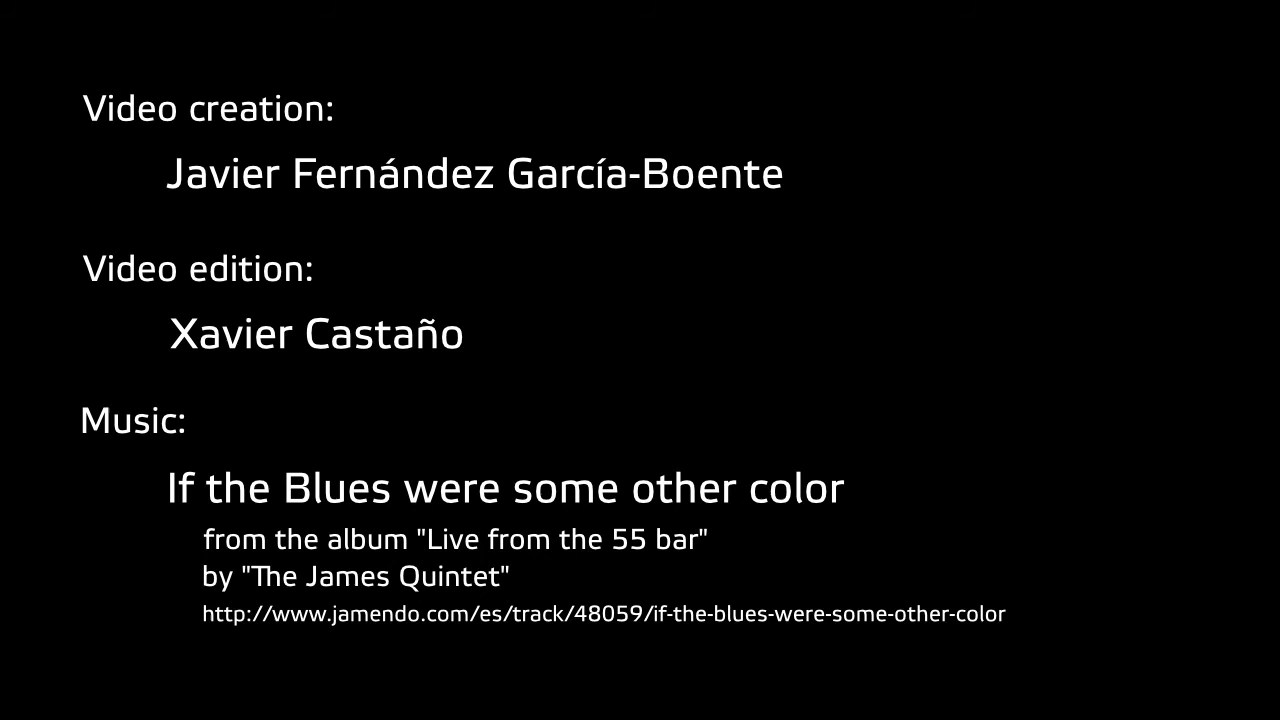 Video creation:
Javier Fernández García-Boente
Video edition:
Xavier Castaño
Music:
If the Blues were some other color
from the album "Live from the 55 bar"
by "The James Quintet"
http://www.jamendo.com/es/track/48059/if-the-blues-were-some-other-color